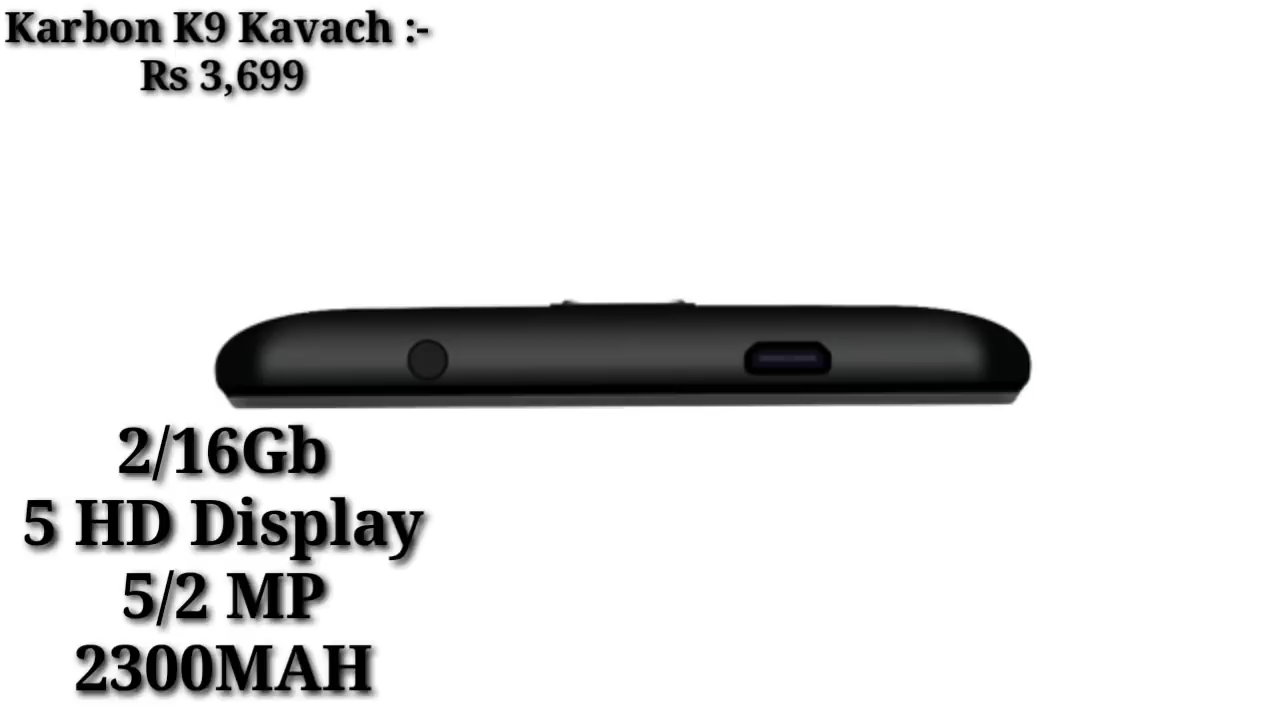 Karbon K9 Kavach :-
Rs 3,699
2/16Gb
5 HD Display
5/2 MP
2300MAH